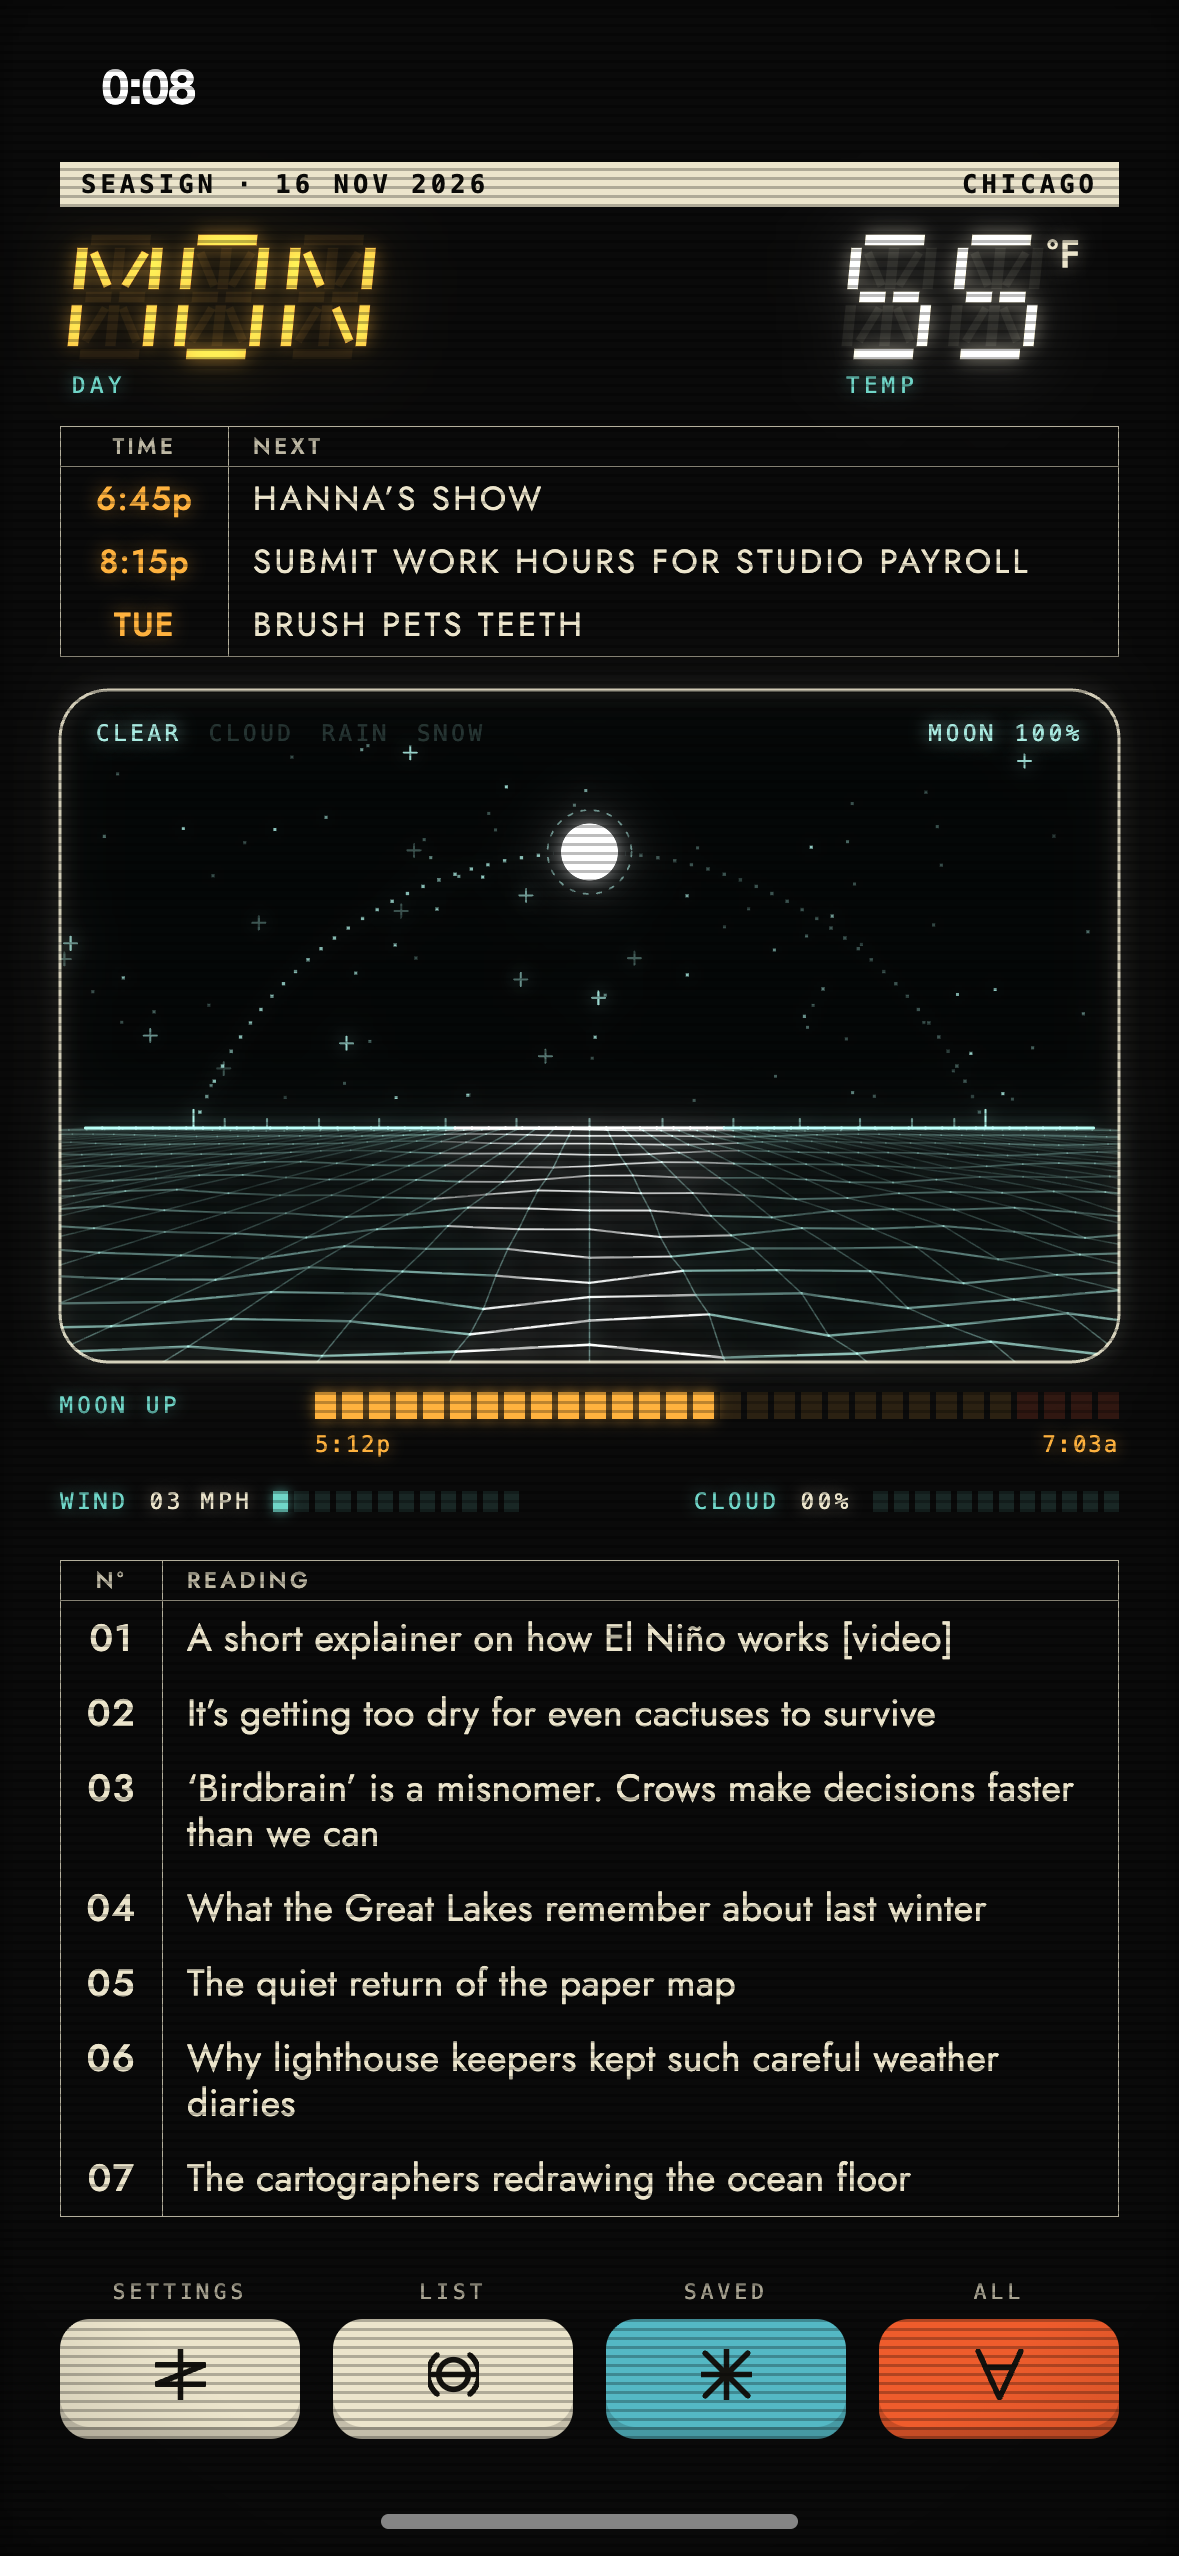 0:08
SEASIGN · 16 NOV 2026 CHICAGO
MON 55 °F
DAY TEMP
TIME NEXT
6:45p HANNA’S SHOW
8:15p SUBMIT WORK HOURS FOR STUDIO PAYROLL
TUE BRUSH PETS TEETH
CLEAR CLOUD RAIN SNOW MOON 100%
MOON UP
5:12p 7:03a
WIND 03 MPH CLOUD 00%
N° READING
01 A short explainer on how El Niño works [video]
02 It’s getting too dry for even cactuses to survive
03 ‘Birdbrain’ is a misnomer. Crows make decisions faster
than we can
04 What the Great Lakes remember about last winter
05 The quiet return of the paper map
06 Why lighthouse keepers kept such careful weather
diaries
07 The cartographers redrawing the ocean floor
SETTINGS LIST SAVED ALL